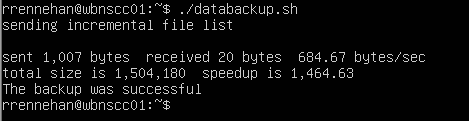 rrennehan@wbnscc01:~$ ./databackup.sh
sending incremental file list
sent 1,007 bytes  received 20 bytes  684.67 bytes/sec
total size is 1,504,180  speedup is 1,464.63
The backup was successful
rrennehan@wbnscc01:~$